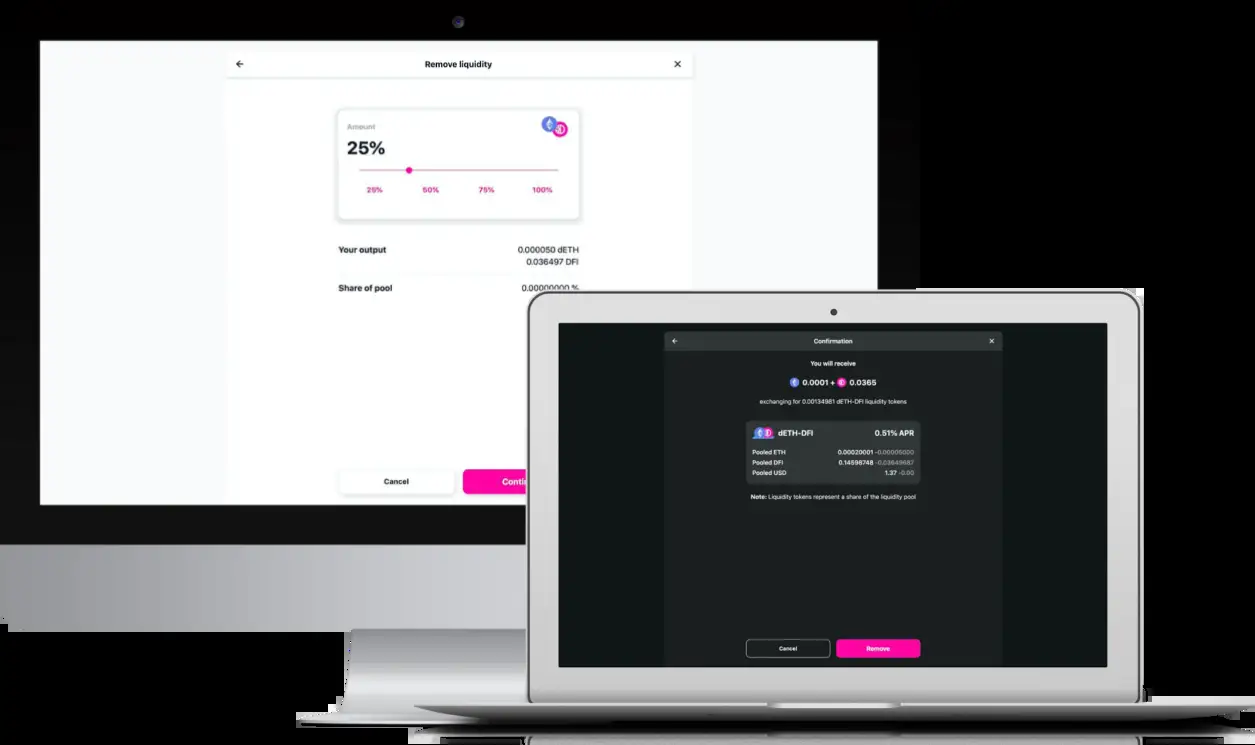 Remove liquidity
Amount
25%
25% 50% 75% 100%
Your output 0.000050 dETH
0.036497 DFI
Share of pool 0.00000000 %
Cancel
Confirmation
You will receive
0.0001 + 0.0365
exchanging for 0.00134981 dETH-DFI liquidity tokens
dETH-DFI 0.51% APR
Pooled ETH 0.00020001 -0.00005000
Pooled DFI 0.14596748 -0.03649687
Pooled USD 1.37 -0.00
Note: Liquidity tokens represent a share of the liquidity pool
Cancel Remove